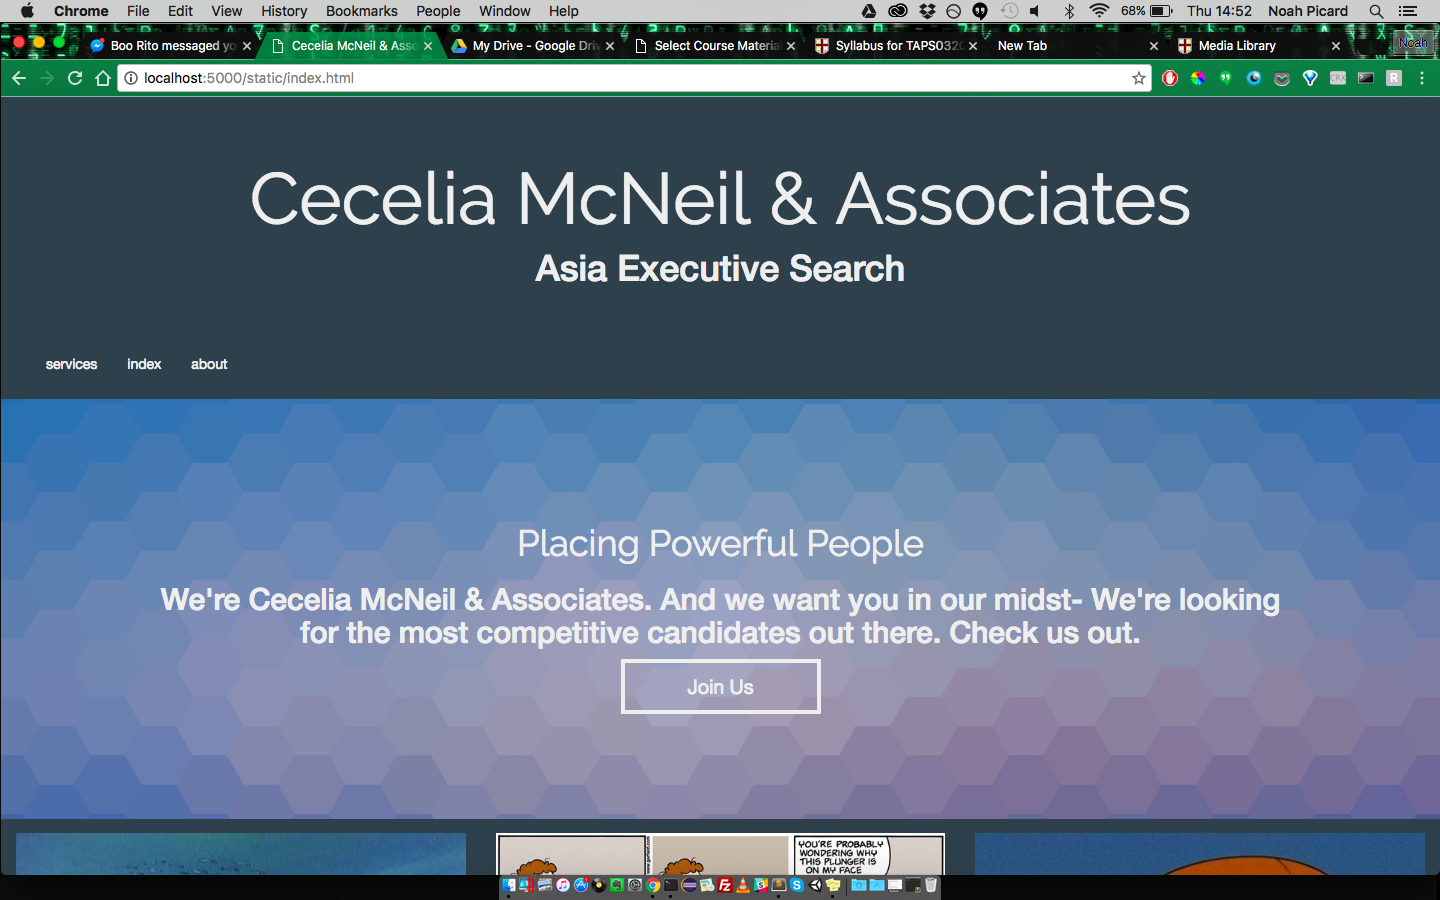 Chrome File Edit View History Bookmarks People Window Help 68% Thu 14:52 Noah Picard
Boo Rito messaged yo Cecelia McNeil & Asso My Drive - Google Driv Select Course Materia Syllabus for TAPS032 New Tab Media Library Noah
localhost:5000/static/index.html CRX R
Cecelia McNeil & Associates
Asia Executive Search
services index about
Placing Powerful People
We're Cecelia McNeil & Associates. And we want you in our midst- We're looking
for the most competitive candidates out there. Check us out.
Join Us
YOU'RE PROBABLY
WONDERING WHY
THIS PLUNGER IS
ON MY FACE